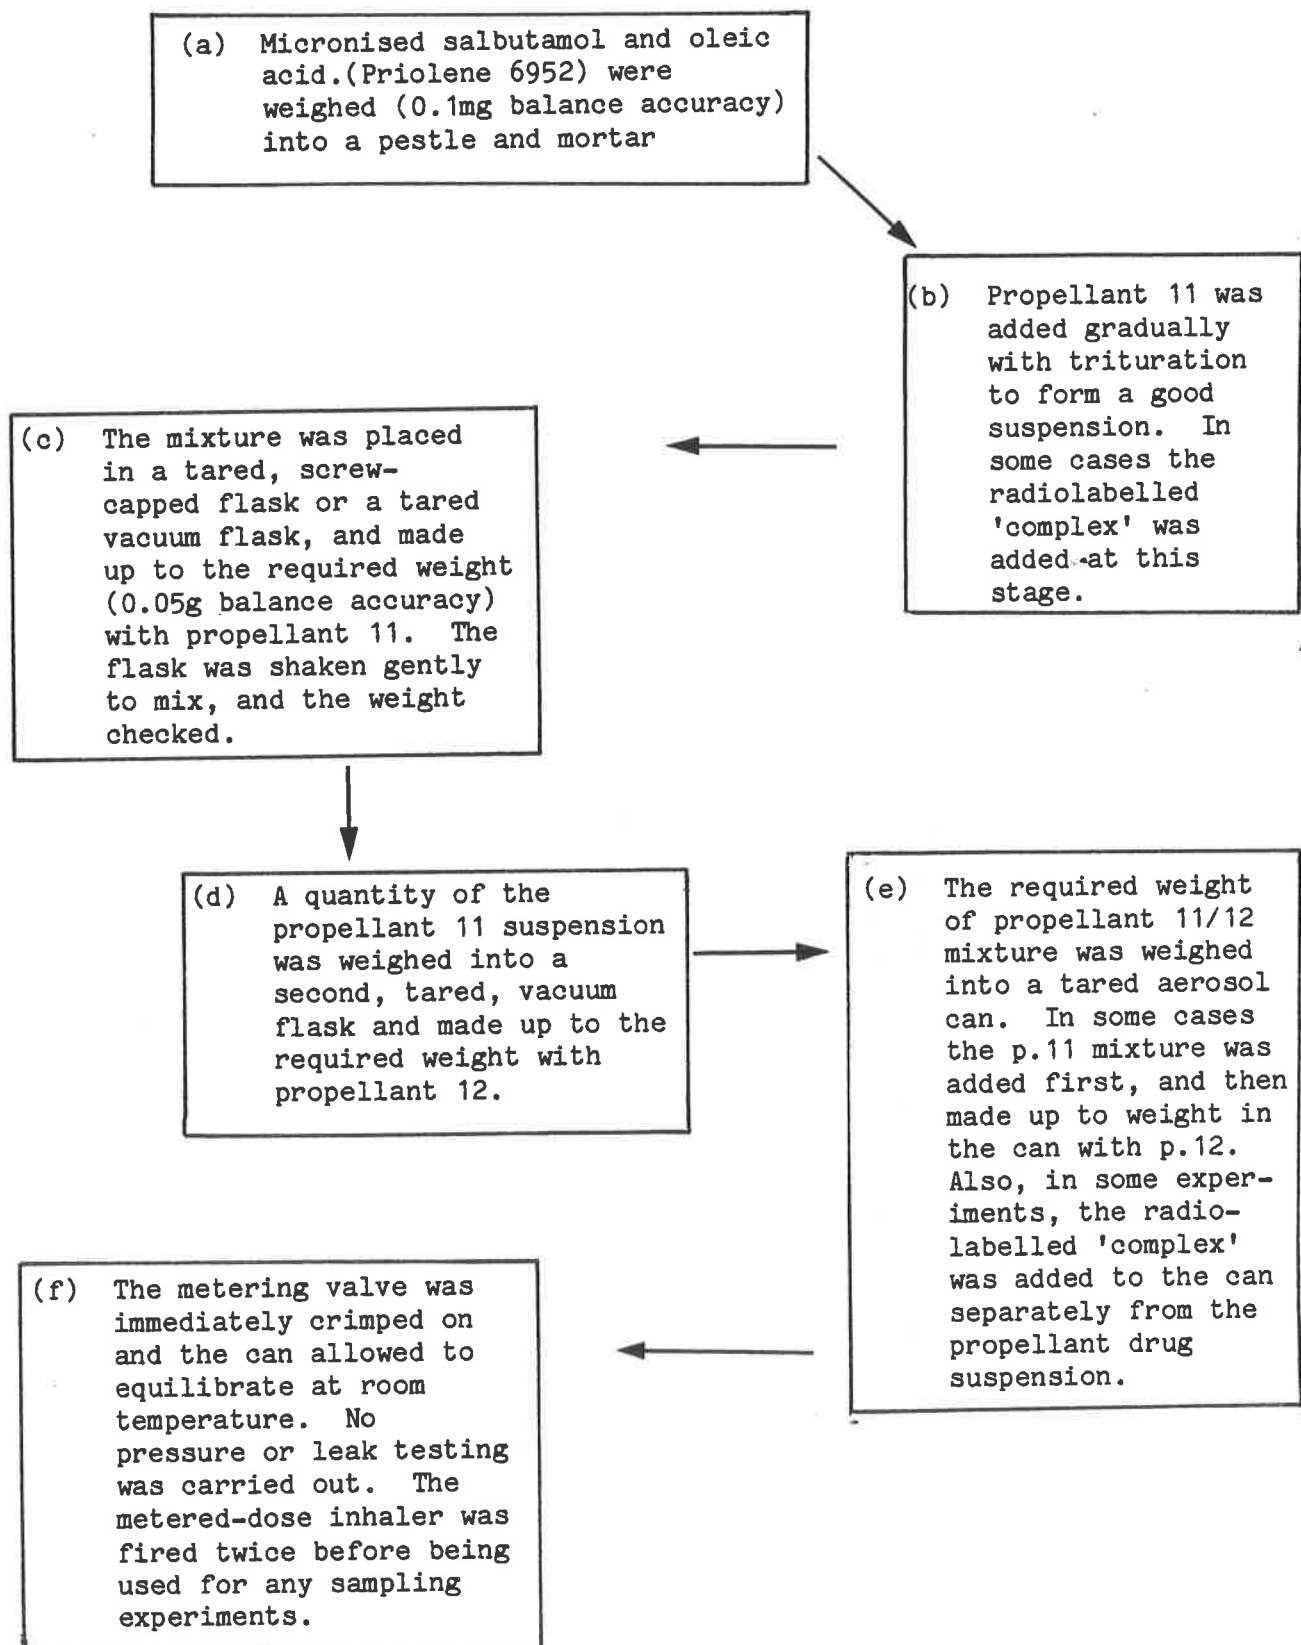 (a) Micronised salbutamol and oleic
acid.(Priolene 6952) were
weighed (0.1mg balance accuracy)
into a pestle and mortar
(b) Propellant 11 was
added gradually
with trituration
to form a good
suspension. In
some cases the
radiolabelled
'complex' was
added at this
stage.
(c) The mixture was placed
in a tared, screw-
capped flask or a tared
vacuum flask, and made
up to the required weight
(0.05g balance accuracy)
with propellant 11. The
flask was shaken gently
to mix, and the weight
checked.
(d) A quantity of the
propellant 11 suspension
was weighed into a
second, tared, vacuum
flask and made up to the
required weight with
propellant 12.
(e) The required weight
of propellant 11/12
mixture was weighed
into a tared aerosol
can. In some cases
the p.11 mixture was
added first, and then
made up to weight in
the can with p.12.
Also, in some exper-
iments, the radio-
labelled 'complex'
was added to the can
separately from the
propellant drug
suspension.
(f) The metering valve was
immediately crimped on
and the can allowed to
equilibrate at room
temperature. No
pressure or leak testing
was carried out. The
metered-dose inhaler was
fired twice before being
used for any sampling
experiments.